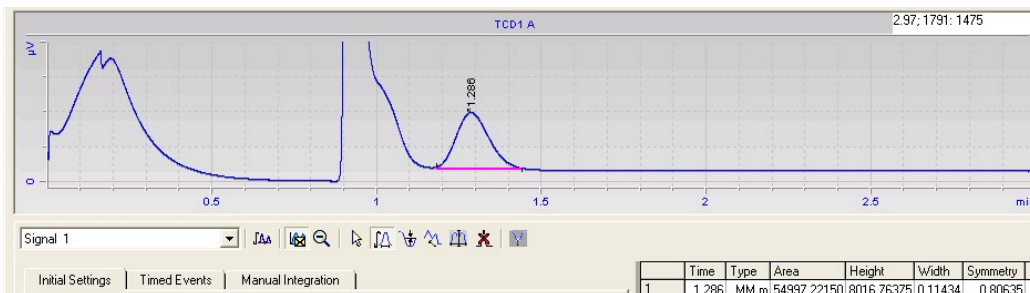 TCD1 A
2.97; 1791: 1475
µV
1.286
0
0.5 1 1.5 2 2.5 mi
Signal 1
Initial Settings Timed Events Manual Integration
Time Type Area Height Width Symmetry
1 1.286 MM m 54997.22150 8016.76375 0.11434 0.80635